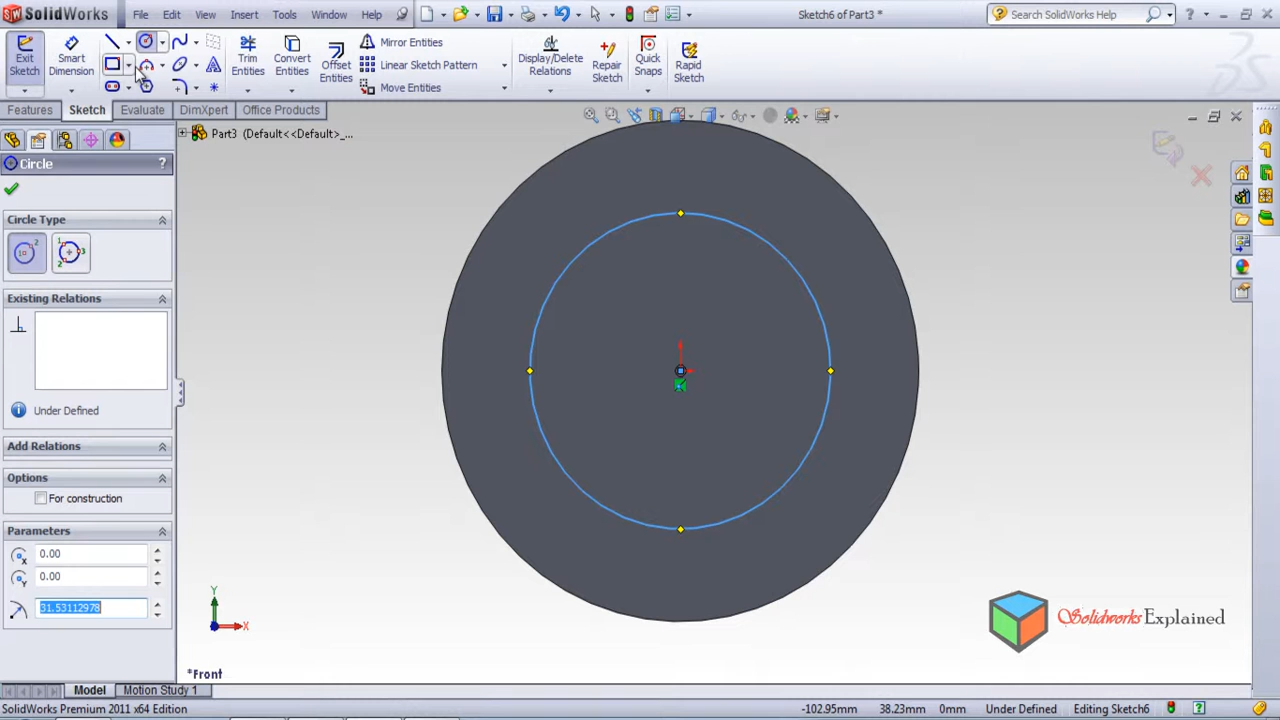 SolidWorks
File Edit View Insert Tools Window Help
Sketch6 of Part3 *
Search SolidWorks Help
Exit Sketch
Smart Dimension
Trim Entities
Convert Entities
Offset Entities
Mirror Entities
Linear Sketch Pattern
Move Entities
Display/Delete Relations
Repair Sketch
Quick Snaps
Rapid Sketch
Features Sketch Evaluate DimXpert Office Products
Part3 (Default<<Default>_...
Circle ?
Circle Type
Existing Relations
Under Defined
Add Relations
Options
For construction
Parameters
0.00
0.00
31.53112978
Y
X
*Front
Solidworks Explained
Model Motion Study 1
SolidWorks Premium 2011 x64 Edition -102.95mm 38.23mm 0mm Under Defined Editing Sketch6